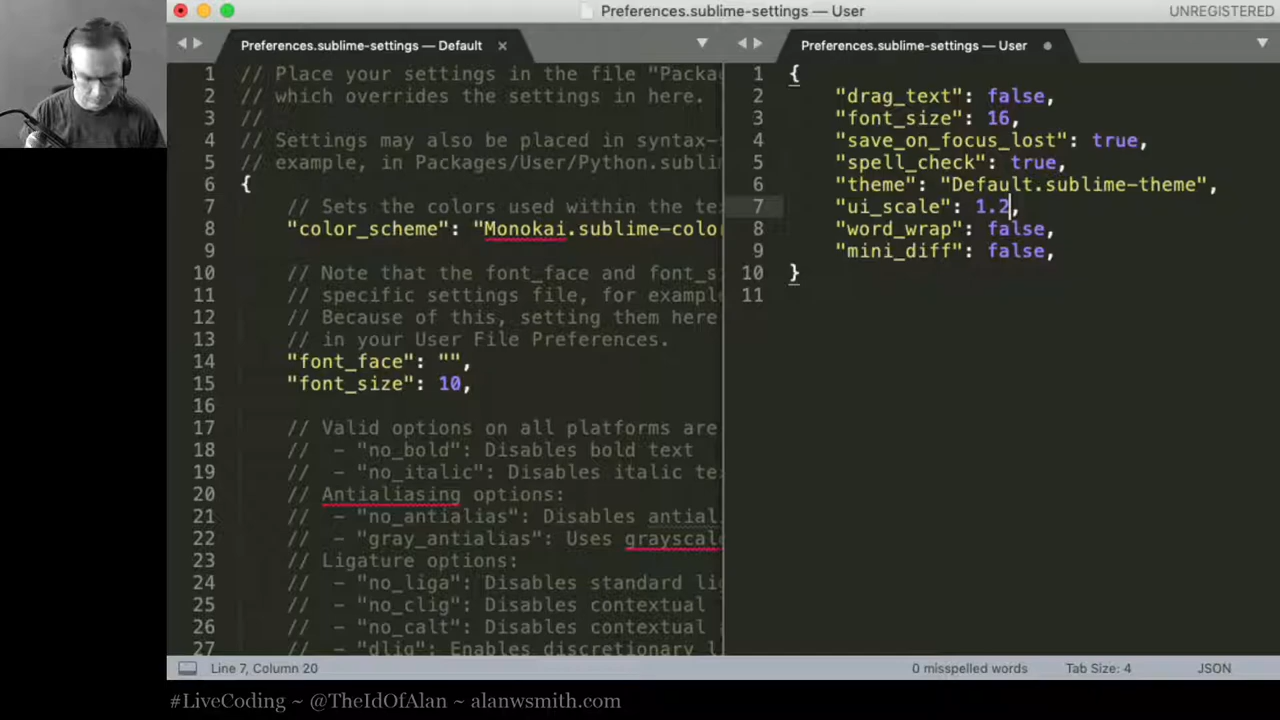 Preferences.sublime-settings — User
UNREGISTERED
Preferences.sublime-settings — Default
1 // Place your settings in the file "Packa
2 // which overrides the settings in here.
3 //
4 // Settings may also be placed in syntax-s
5 // example, in Packages/User/Python.subli
6 {
7 // Sets the colors used within the te
8 "color_scheme": "Monokai.sublime-colo
9
10 // Note that the font_face and font_s
11 // specific settings file, for example
12 // Because of this, setting them here
13 // in your User File Preferences.
14 "font_face": "",
15 "font_size": 10,
16
17 // Valid options on all platforms are
18 // - "no_bold": Disables bold text
19 // - "no_italic": Disables italic te
20 // Antialiasing options:
21 // - "no_antialias": Disables antial
22 // - "gray_antialias": Uses grayscale
23 // Ligature options:
24 // - "no_liga": Disables standard lig
25 // - "no_clig": Disables contextual
26 // - "no_calt": Disables contextual
27 // - "dlig": Enables discretionary l
Preferences.sublime-settings — User
1 {
2 "drag_text": false,
3 "font_size": 16,
4 "save_on_focus_lost": true,
5 "spell_check": true,
6 "theme": "Default.sublime-theme",
7 "ui_scale": 1.2,
8 "word_wrap": false,
9 "mini_diff": false,
10 }
11
Line 7, Column 20
0 misspelled words
Tab Size: 4
JSON
#LiveCoding ~ @TheIdOfAlan ~ alanwsmith.com